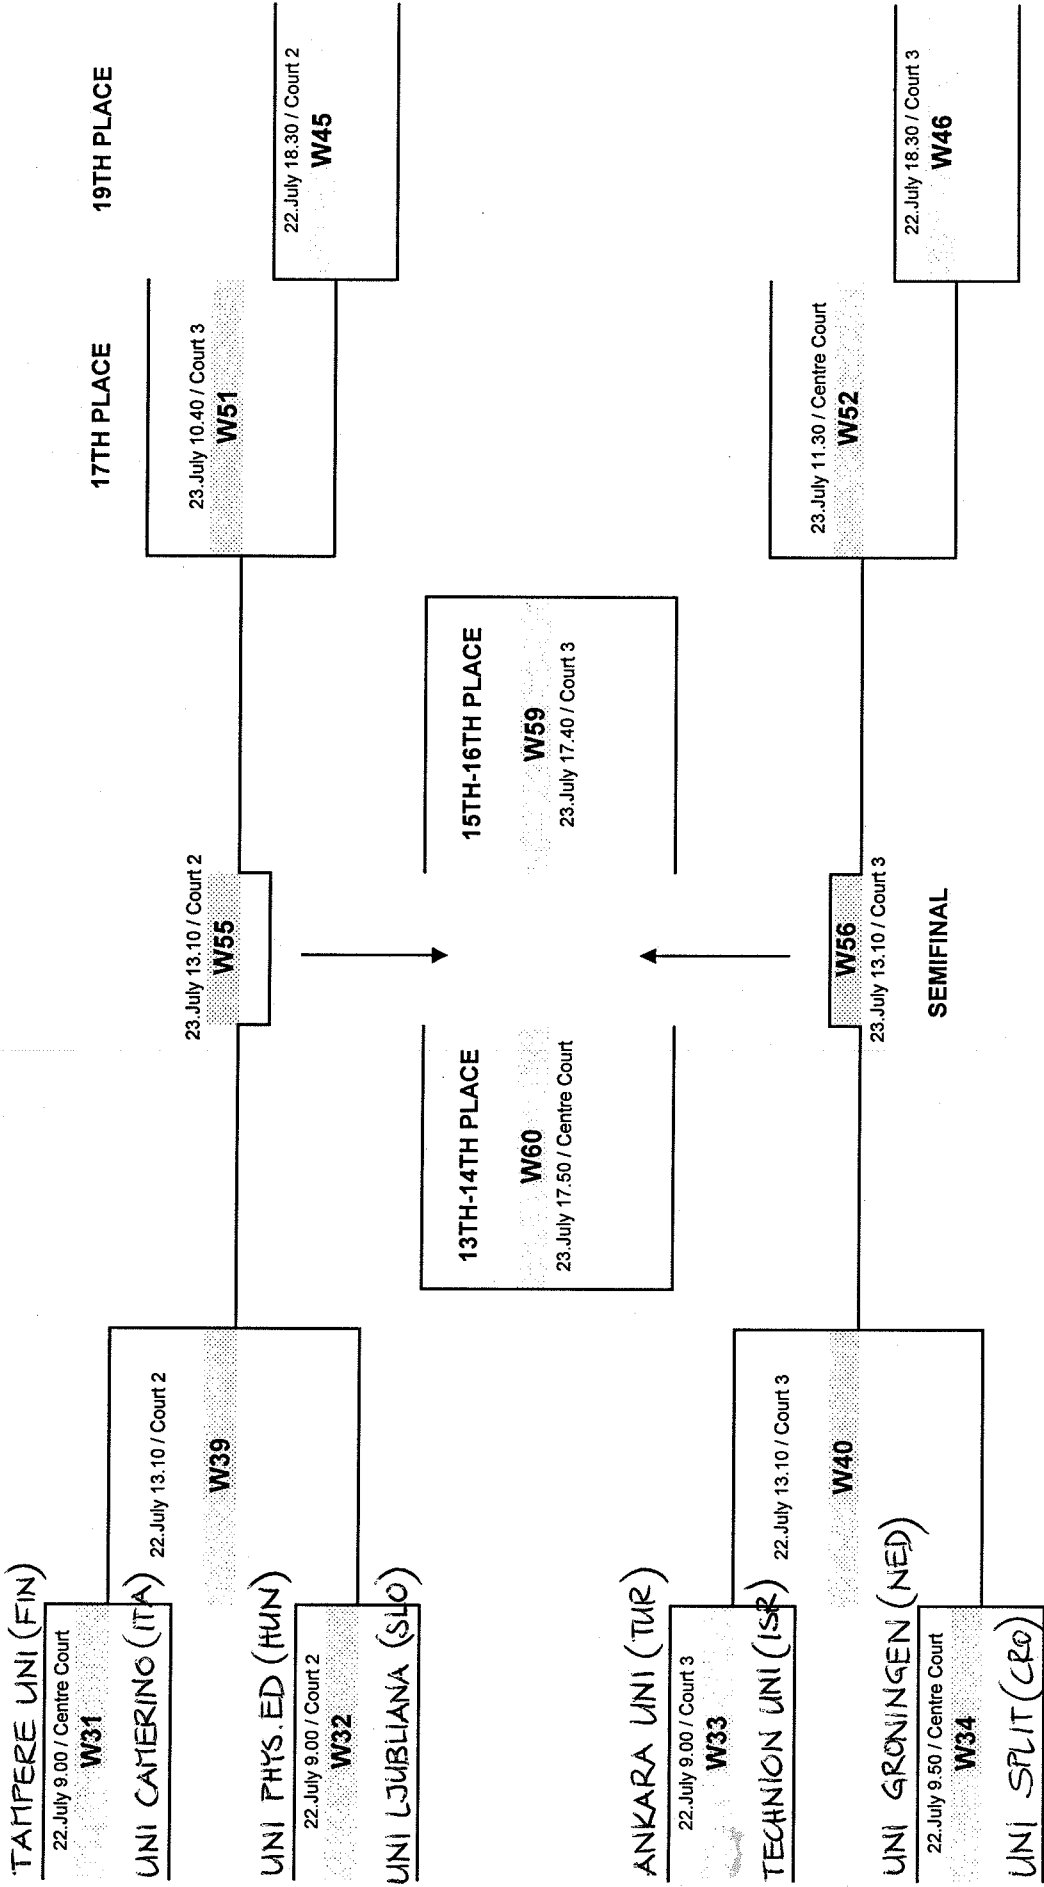 TAMPERE UNI (FIN)
22.July 9.00 / Centre Court
W31
UNI CAMERINO (ITA)
22.July 13.10 / Court 2
W39
UNI PHYS.ED (HUN)
22.July 9.00 / Court 2
W32
UNI LJUBLIANA (SLO)
ANKARA UNI (TUR)
22.July 9.00 / Court 3
W33
TECHNION UNI (ISR)
22.July 13.10 / Court 3
W40
UNI GRONINGEN (NED)
22.July 9.50 / Centre Court
W34
UNI SPLIT (CRO)
23.July 13.10 / Court 2
W55
13TH-14TH PLACE
W60
23.July 17.50 / Centre Court
15TH-16TH PLACE
W59
23.July 17.40 / Court 3
W56
23.July 13.10 / Court 3
SEMIFINAL
17TH PLACE
23.July 10.40 / Court 3
W51
23.July 11.30 / Centre Court
W52
19TH PLACE
22.July 18.30 / Court 2
W45
22.July 18.30 / Court 3
W46